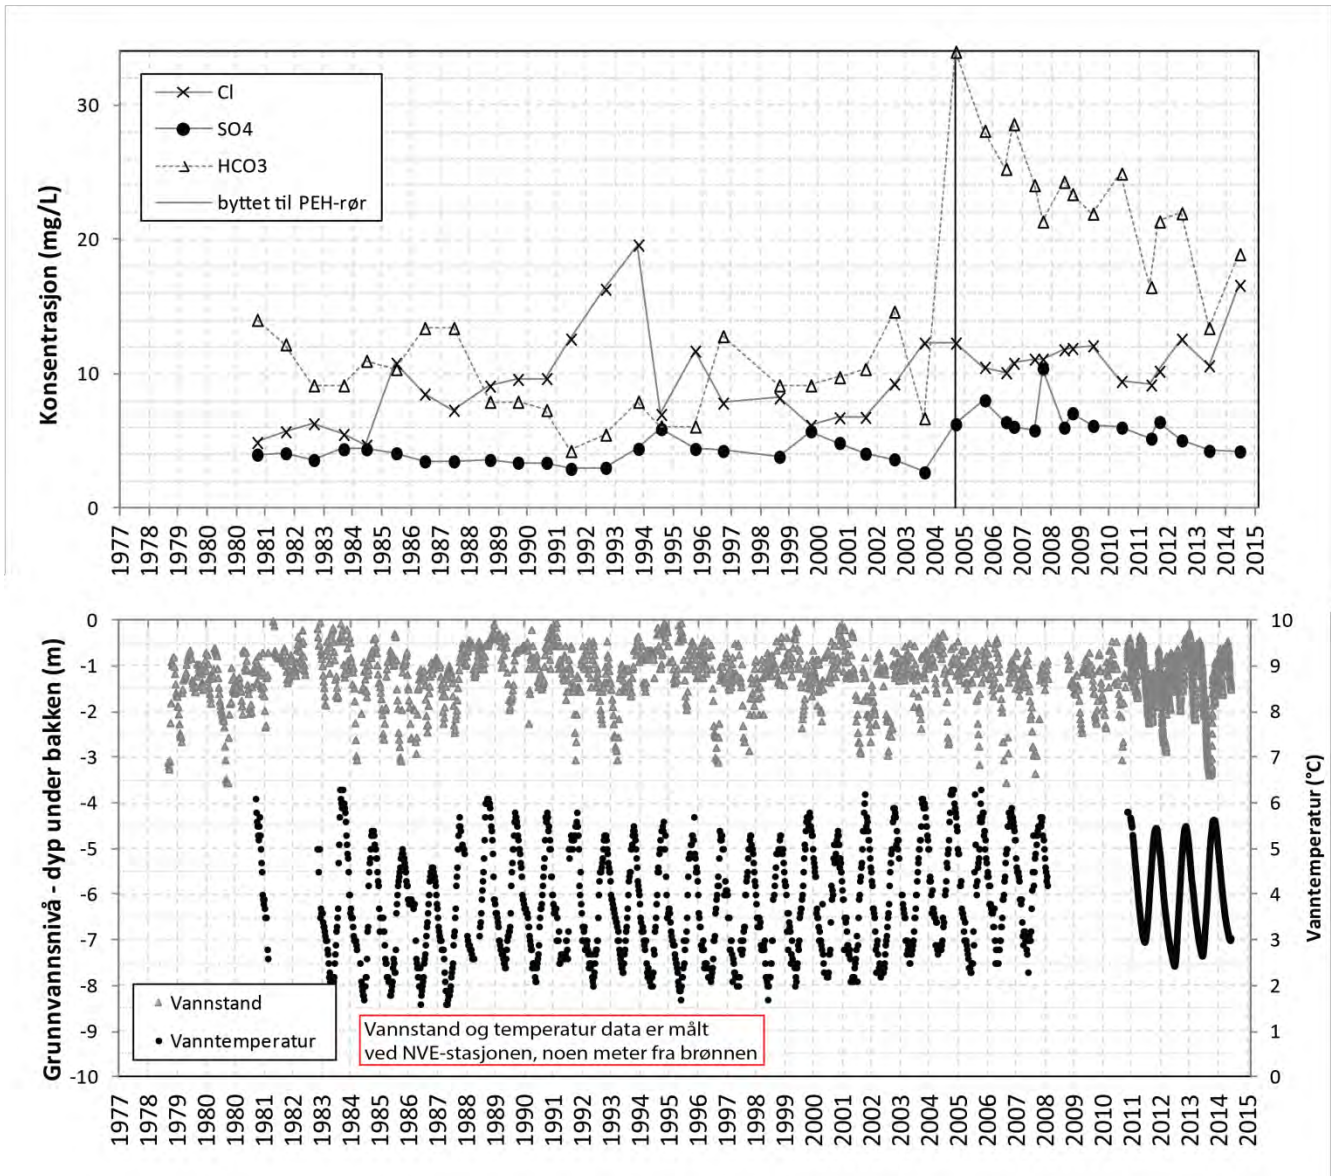 Konsentrasjon (mg/L)
30
20
10
0
Cl
SO4
HCO3
byttet til PEH-rør
1977 1978 1979 1980 1980 1981 1982 1983 1984 1985 1986 1987 1988 1989 1990 1991 1992 1993 1994 1995 1996 1997 1998 1999 2000 2001 2002 2003 2004 2005 2006 2007 2008 2009 2010 2011 2012 2013 2014 2015
Grunnvannsnivå - dyp under bakken (m)
0
-1
-2
-3
-4
-5
-6
-7
-8
-9
-10
10
9
8
7
6
5
4
3
2
1
0
Vanntemperatur (°C)
Vannstand
Vanntemperatur
Vannstand og temperatur data er målt
ved NVE-stasjonen, noen meter fra brønnen
1977 1978 1979 1980 1980 1981 1982 1983 1984 1985 1986 1987 1988 1989 1990 1991 1992 1993 1994 1995 1996 1997 1998 1999 2000 2001 2002 2003 2004 2005 2006 2007 2008 2009 2010 2011 2012 2013 2014 2015